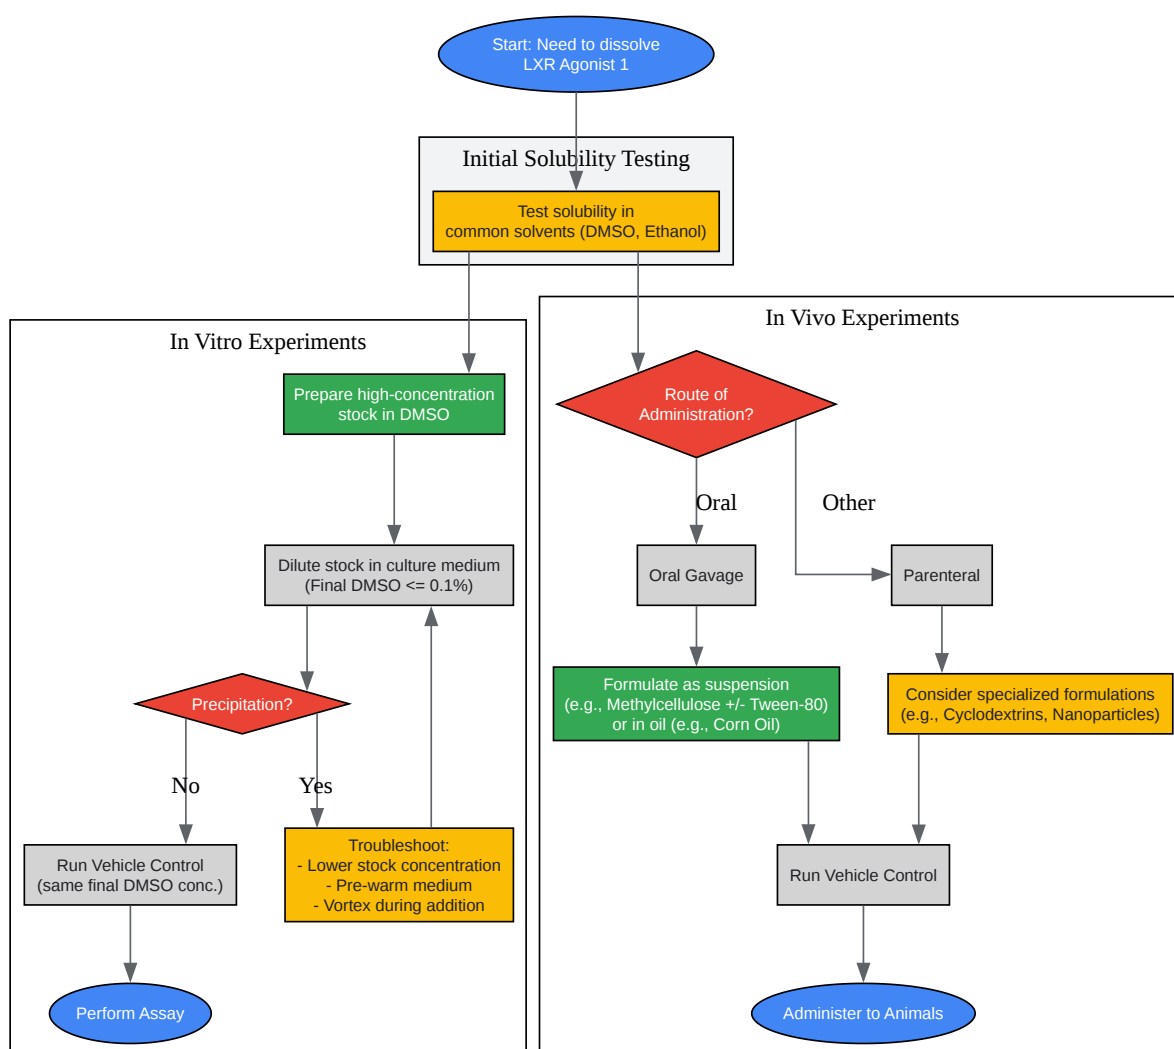 Start: Need to dissolve
LXR Agonist 1
Initial Solubility Testing
Test solubility in
common solvents (DMSO, Ethanol)
In Vitro Experiments
Prepare high-concentration
stock in DMSO
Dilute stock in culture medium
(Final DMSO <= 0.1%)
Precipitation?
No
Yes
Run Vehicle Control
(same final DMSO conc.)
Troubleshoot:
- Lower stock concentration
- Pre-warm medium
- Vortex during addition
Perform Assay
In Vivo Experiments
Route of
Administration?
Oral
Other
Oral Gavage
Parenteral
Formulate as suspension
(e.g., Methylcellulose +/- Tween-80)
or in oil (e.g., Corn Oil)
Consider specialized formulations
(e.g., Cyclodextrins, Nanoparticles)
Run Vehicle Control
Administer to Animals